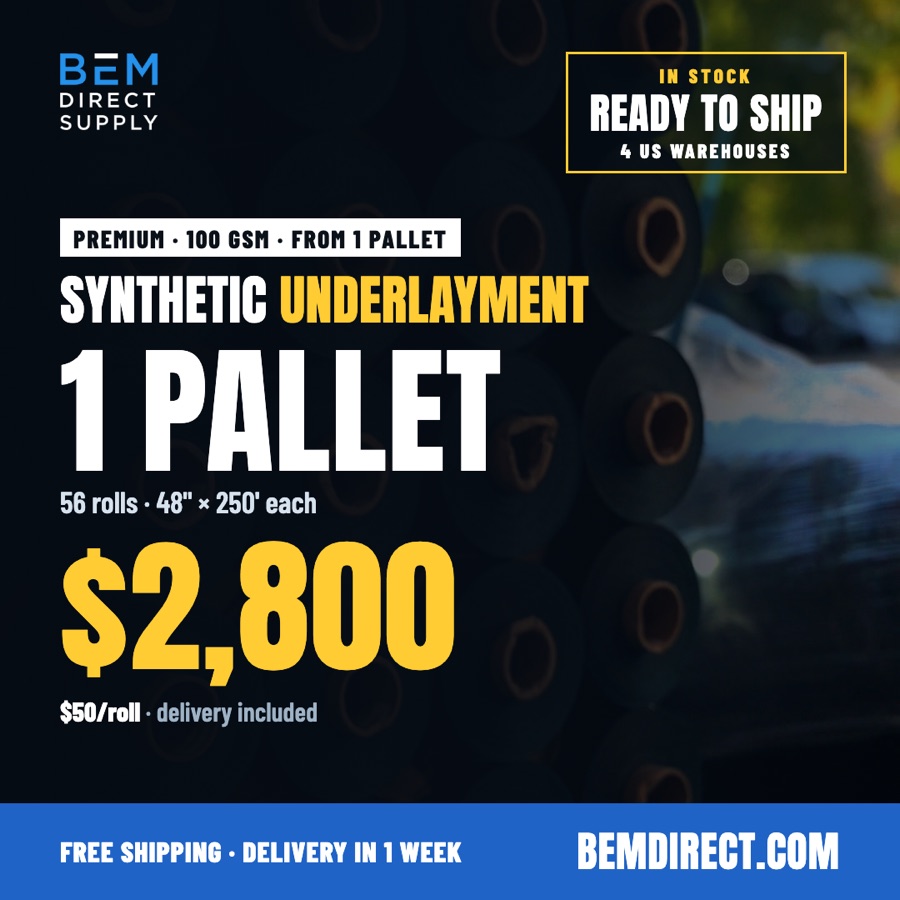 BEM
DIRECT
SUPPLY
IN STOCK
READY TO SHIP
4 US WAREHOUSES
PREMIUM · 100 GSM · FROM 1 PALLET
SYNTHETIC UNDERLAYMENT
1 PALLET
56 rolls · 48" × 250' each
$2,800
$50/roll · delivery included
FREE SHIPPING · DELIVERY IN 1 WEEK
BEMDIRECT.COM